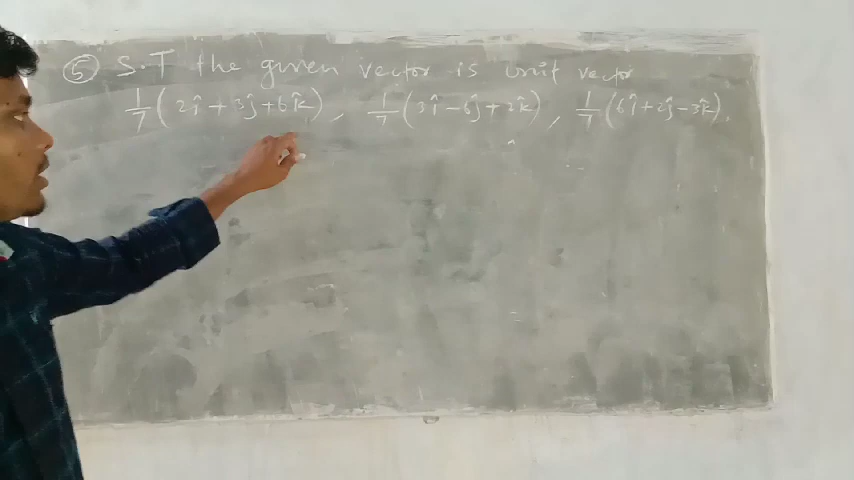 ⑤ S.T the given vector is unit vector
1/7 (2î + 3ĵ + 6k̂), 1/7 (3î - 6ĵ + 2k̂), 1/7 (6î + 2ĵ - 3k̂).